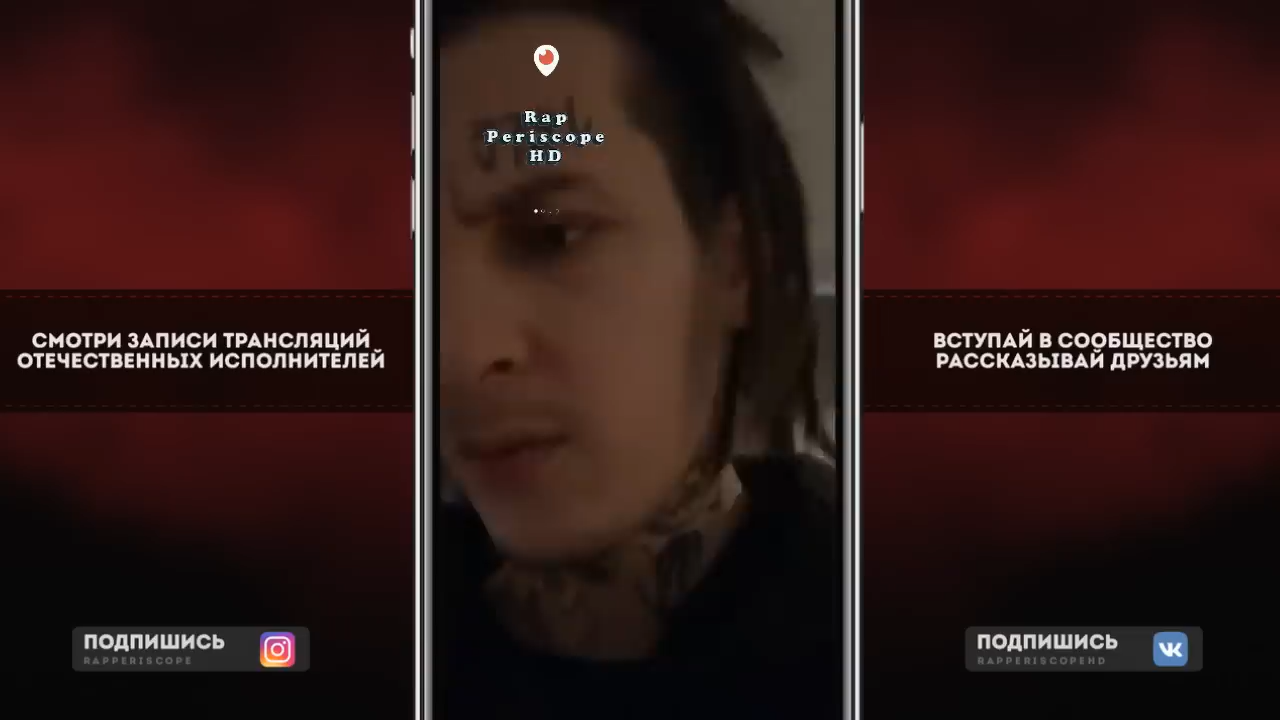 Rap
Periscope
HD
СМОТРИ ЗАПИСИ ТРАНСЛЯЦИЙ
ОТЕЧЕСТВЕННЫХ ИСПОЛНИТЕЛЕЙ
ВСТУПАЙ В СООБЩЕСТВО
РАССКАЗЫВАЙ ДРУЗЬЯМ
ПОДПИШИСЬ
RAPPERISCOPE
ПОДПИШИСЬ
RAPPERISCOPEHD